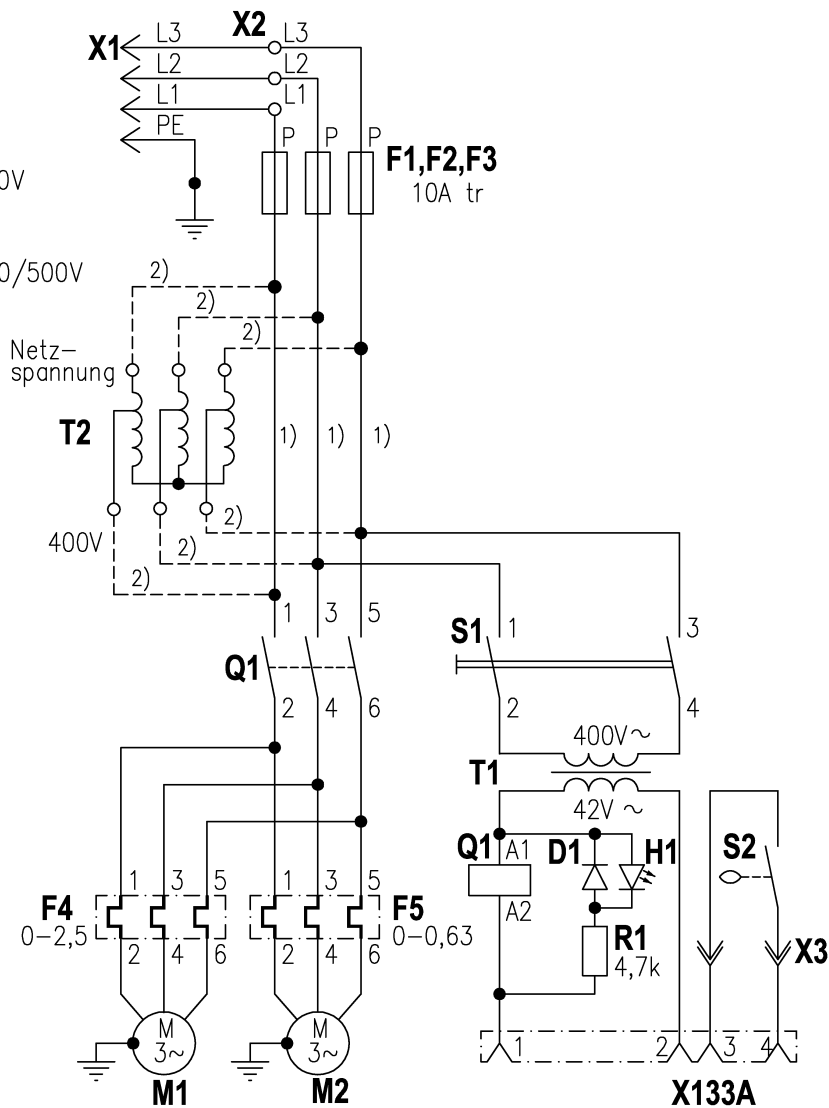 X1 L3 X2 L3
L2 L2
L1 L1
PE
P P P
F1,F2,F3
10A tr
0V
0/500V
2)
2)
2)
Netz-
spannung
T2
1) 1) 1)
2)
400V 2)
2)
1 3 5
Q1
2 4 6
S1 1 3
2 4
400V~
T1
42V ~
Q1 A1 D1 H1 S2
A2
R1
4,7k
X3
1 3 5 1 3 5
F4 F5
0-2,5 0-0,63
2 4 6 2 4 6
M
3~
M
3~
M1 M2
1 2 3 4
X133A